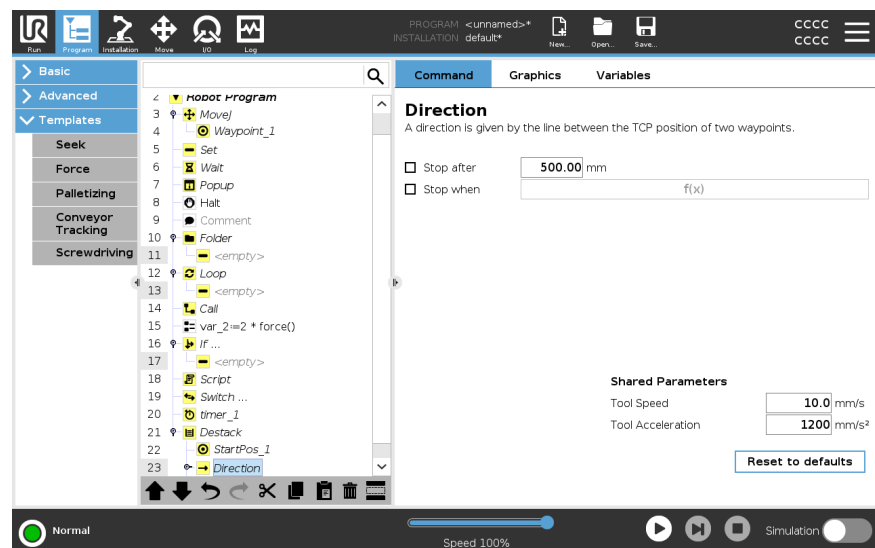 PROGRAM <unnamed>*
INSTALLATION default*
UR
Run
Program
Installation
Move
I/O
Log
New...
Open...
Save...
CCCC
CCCC
Basic
Advanced
Templates
Seek
Force
Palletizing
Conveyor
Tracking
Screwdriving
2 Robot Program
3 MoveJ
4 Waypoint_1
5 Set
6 Wait
7 Popup
8 Halt
9 Comment
10 Folder
11 <empty>
12 Loop
13 <empty>
14 Call
15 var_2≔2 * force()
16 If ...
17 <empty>
18 Script
19 Switch ...
20 timer_1
21 Destack
22 StartPos_1
23 Direction
Command Graphics Variables
Direction
A direction is given by the line between the TCP position of two waypoints.
Stop after 500.00 mm
Stop when f(x)
Shared Parameters
Tool Speed 10.0 mm/s
Tool Acceleration 1200 mm/s²
Reset to defaults
Normal
Speed 100%
Simulation